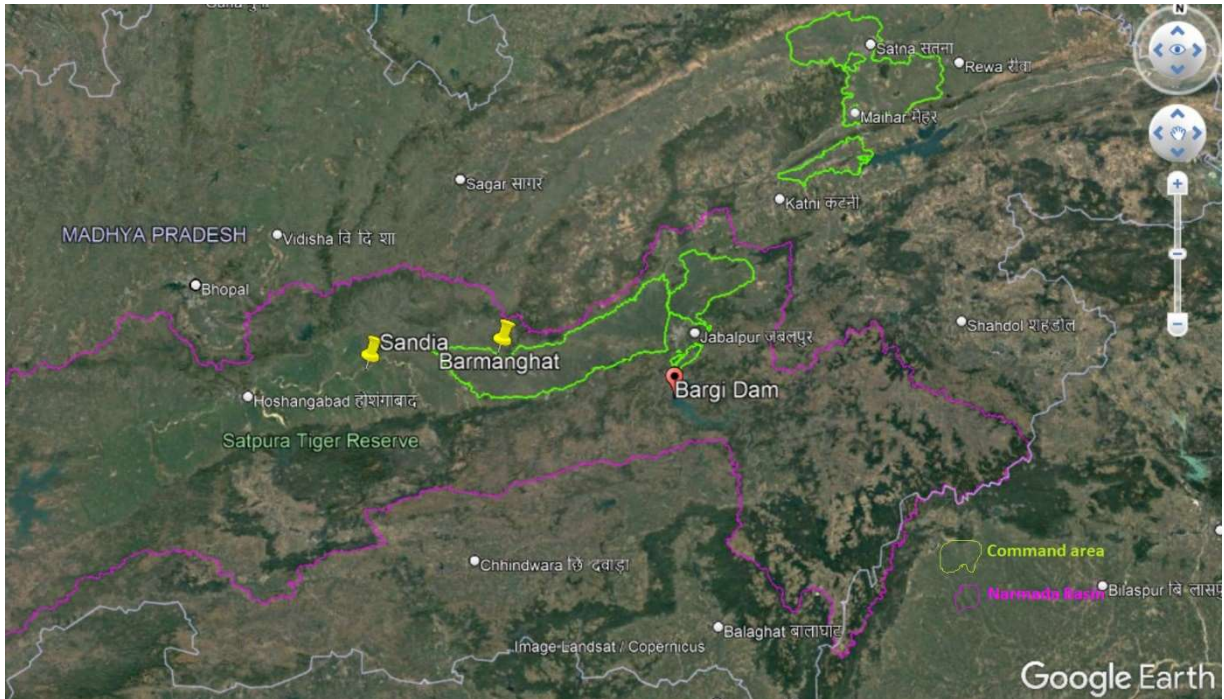 N
Satna सतना
Rewa रीवा
Maihar मैहर
Sagar सागर
Katni कटनी
MADHYA PRADESH
Vidisha वि दि शा
Bhopal
Shahdol शहडोल
Sandia
Jabalpur जबलपुर
Barmanghat
Bargi Dam
Hoshangabad होशंगाबाद
Satpura Tiger Reserve
Command area
Chhindwara छिं दवाड़ा
Narmada Basin
Bilaspur बि लासपु
Balaghat बालाघाट
Image Landsat / Copernicus
Google Earth